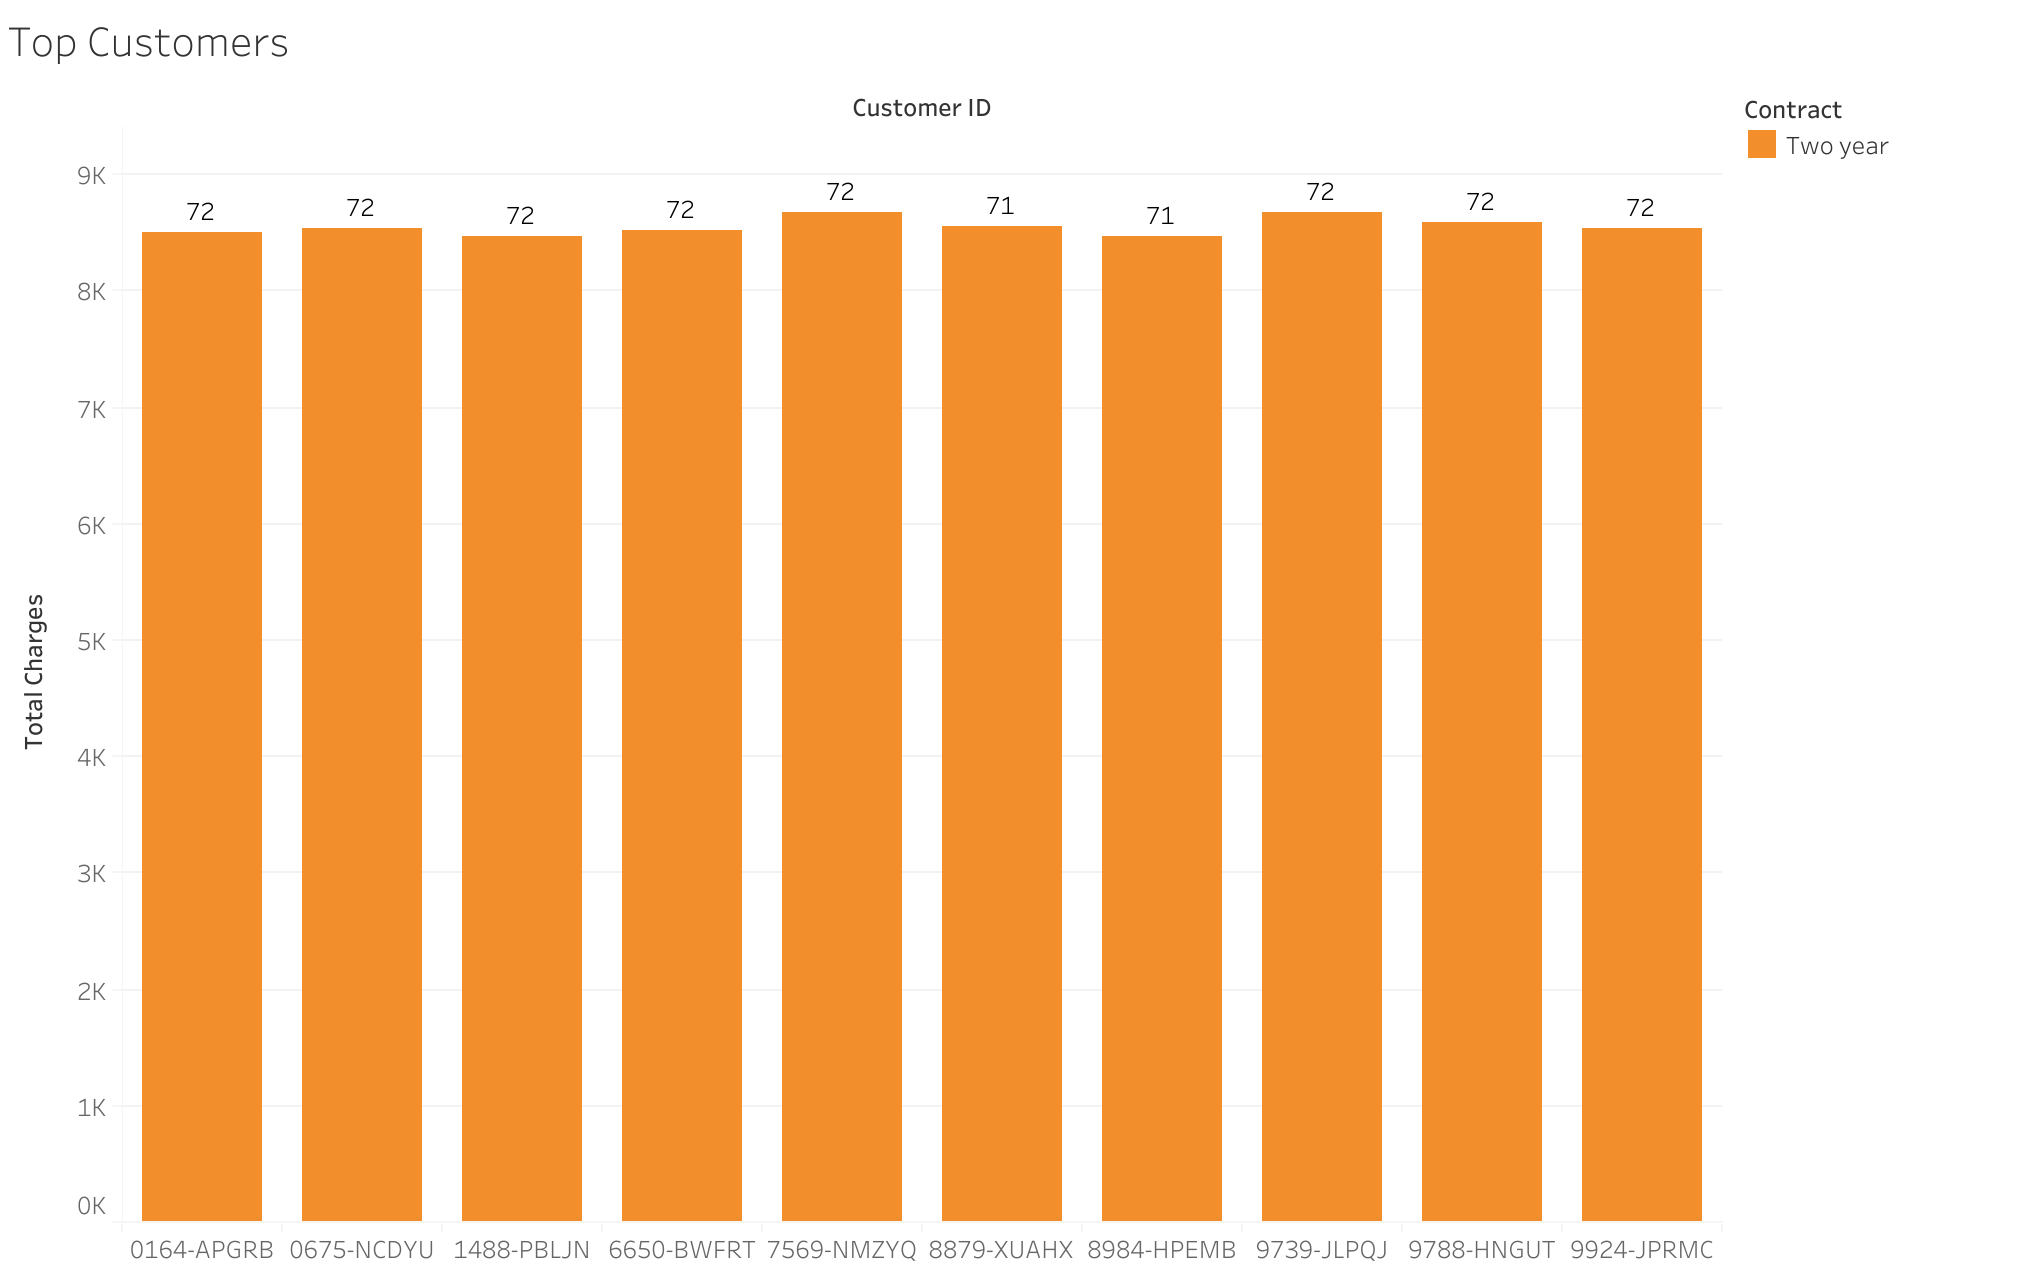 Top Customers
Customer ID
Contract
Two year
Total Charges
9K
8K
7K
6K
5K
4K
3K
2K
1K
0K
72 72 72 72 72 71 71 72 72 72
0164-APGRB 0675-NCDYU 1488-PBLJN 6650-BWFRT 7569-NMZYQ 8879-XUAHX 8984-HPEMB 9739-JLPQJ 9788-HNGUT 9924-JPRMC